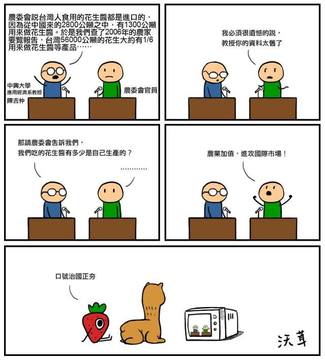 農委會說台灣人食用的花生醬都是進口的，
因為從中國來的2800公噸之中，有1300公噸
用來做花生醬。於是我們查了2006年的農家
要覽報告，台灣56000公噸的花生大約有1/6
用來做花生醬等產品……
中興大學
應用經濟系教授
陳吉仲
農委會官員
我必須很遺憾的說，
教授你的資料太舊了
那請農委會告訴我們，
我們吃的花生醬有多少是自己生產的？
…………
農業加值，進攻國際市場！
口號治國正夯
沃草